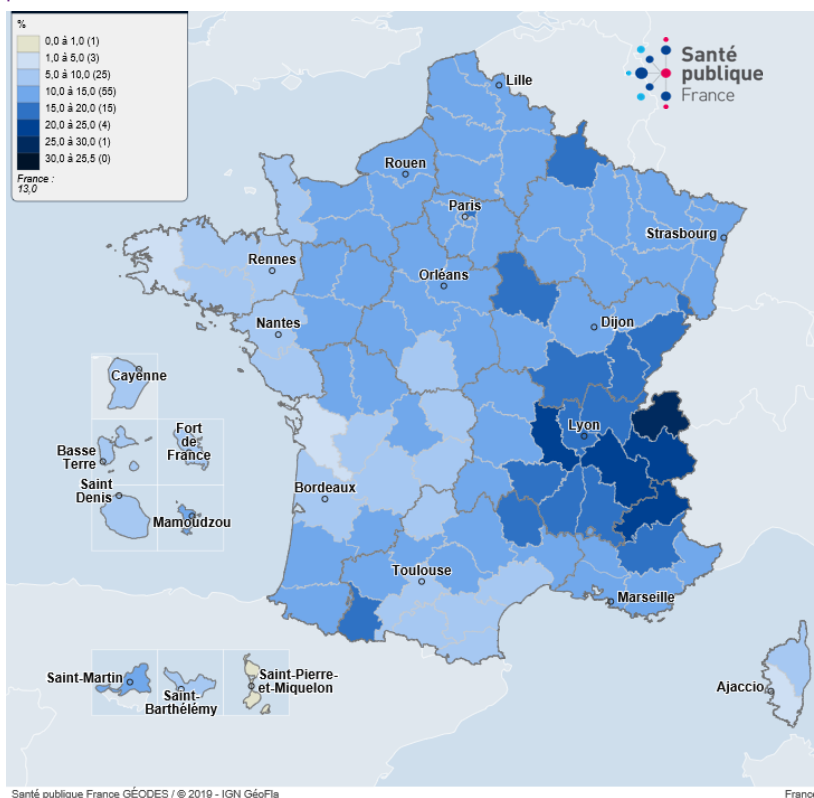 %
0,0 à 1,0 (1)
1,0 à 5,0 (3)
5,0 à 10,0 (25)
10,0 à 15,0 (55)
15,0 à 20,0 (15)
20,0 à 25,0 (4)
25,0 à 30,0 (1)
30,0 à 25,5 (0)
France :
13,0
Santé
publique
France
Lille
Rouen
Paris
Strasbourg
Rennes
Orléans
Nantes
Dijon
Cayenne
Lyon
Fort
de
France
Basse
Terre
Saint
Denis
Bordeaux
Mamoudzou
Toulouse
Marseille
Saint-Martin
Saint-
Barthélémy
Saint-Pierre-
et-Miquelon
Ajaccio
Santé publique France GÉODES / © 2019 - IGN GéoFla
France